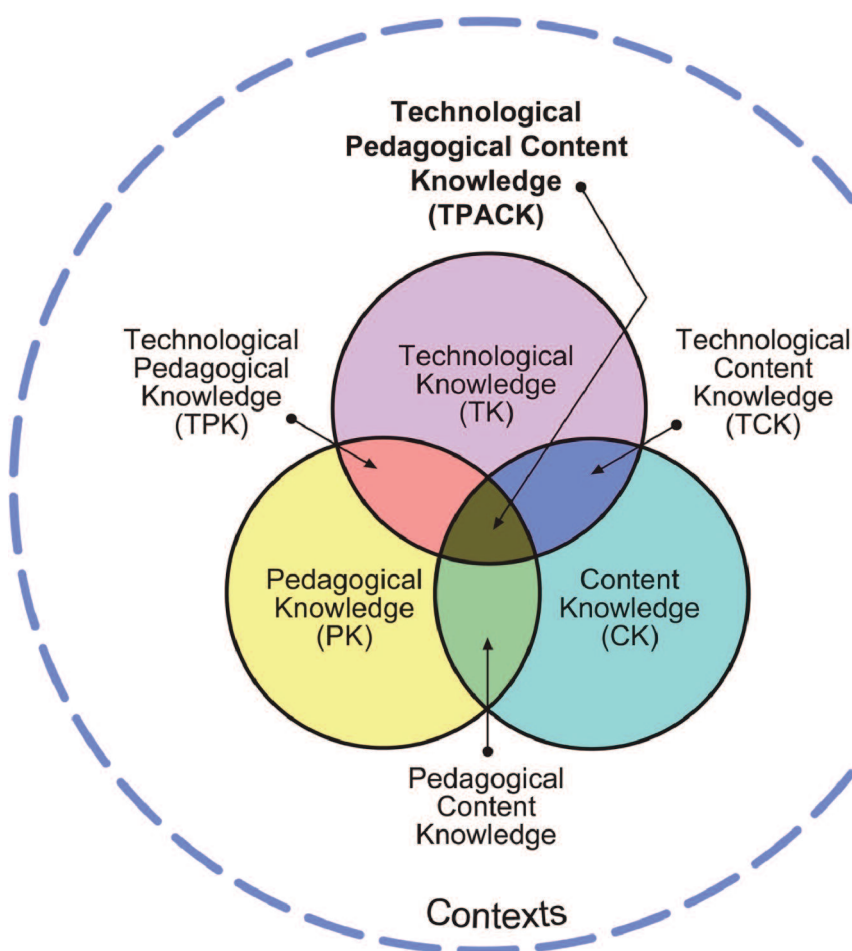 Technological
Pedagogical Content
Knowledge
(TPACK)
Technological
Pedagogical
Knowledge
(TPK)
Technological
Knowledge
(TK)
Technological
Content
Knowledge
(TCK)
Pedagogical
Knowledge
(PK)
Content
Knowledge
(CK)
Pedagogical
Content
Knowledge
Contexts